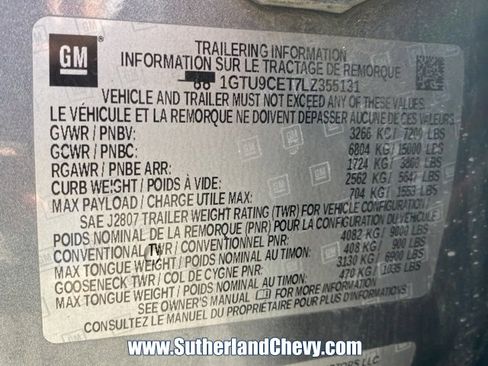 GM
TRAILERING INFORMATION
INFORMATION SUR LE TRACTAGE DE REMORQUE
1GTU9CET7LZ355131
VEHICLE AND TRAILER MUST NOT EXCEED ANY OF THESE VALUES
LE VÉHICULE ET LA REMORQUE NE DOIVENT DÉPASSER AUCUNE DE CES VALEURS
GVWR / PNBV: 3266 KG/ 7200 LBS
GCWR / PNBC: 6804 KG/ 15000 LBS
RGAWR / PNBE ARR: 1724 KG/ 3800 LBS
CURB WEIGHT / POIDS À VIDE: 2562 KG/ 5647 LBS
MAX PAYLOAD / CHARGE UTILE MAX: 704 KG/ 1553 LBS
SAE J2807 TRAILER WEIGHT RATING (TWR) FOR VEHICLE CONFIGURATION
POIDS NOMINAL DE LA REMORQUE (PNR) POUR LA CONFIGURATION DU VÉHICULE
CONVENTIONAL TWR / CONVENTIONNEL PNR: 4082 KG/ 9000 LBS
MAX TONGUE WEIGHT / POIDS NOMINAL AU TIMON: 408 KG/ 900 LBS
GOOSENECK TWR / COL DE CYGNE PNR: 3130 KG/ 6900 LBS
MAX TONGUE WEIGHT / POIDS NOMINAL AU TIMON: 470 KG/ 1035 LBS
SEE OWNER'S MANUAL FOR MORE INFORMATION
CONSULTEZ LE MANUEL DU PROPRIÉTAIRE POUR PLUS D'INFORMATIONS
www.SutherlandChevy.com
MOTORS LLC